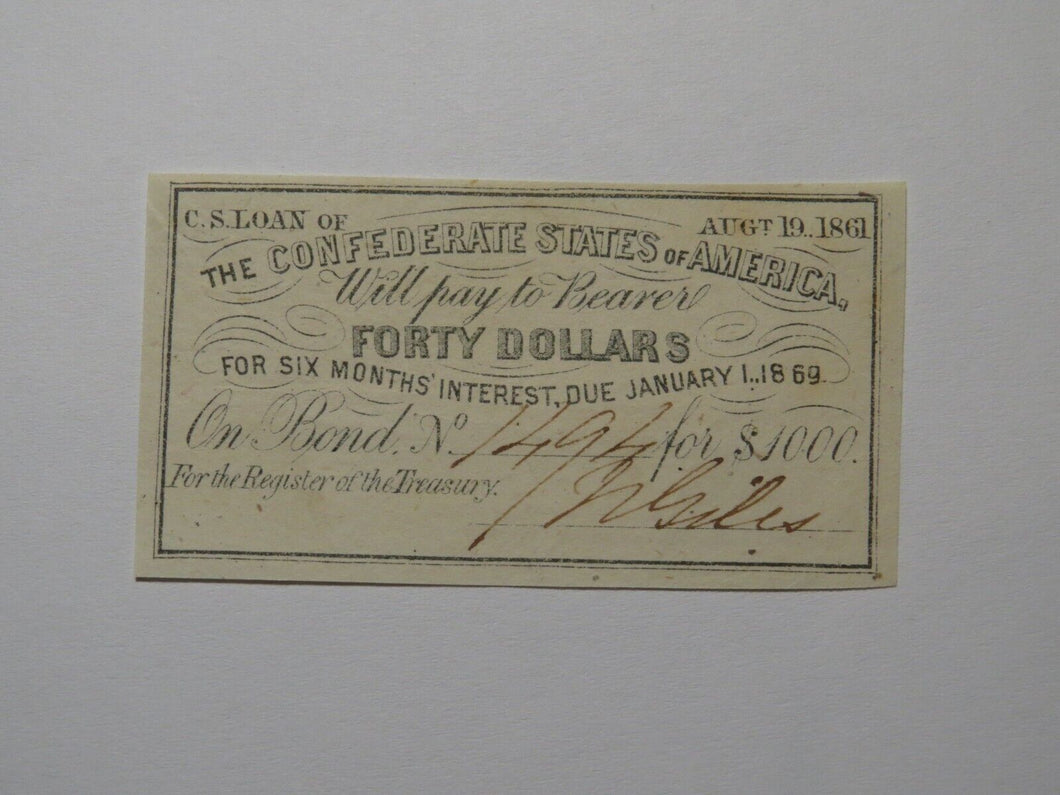 C. S. LOAN OF AUGT 19..1861
THE CONFEDERATE STATES OF AMERICA,
Will pay to Bearer
FORTY DOLLARS
FOR SIX MONTHS' INTEREST, DUE JANUARY 1..1869.
On Bond. No. 1494 for $1000.
For the Register of the Treasury.